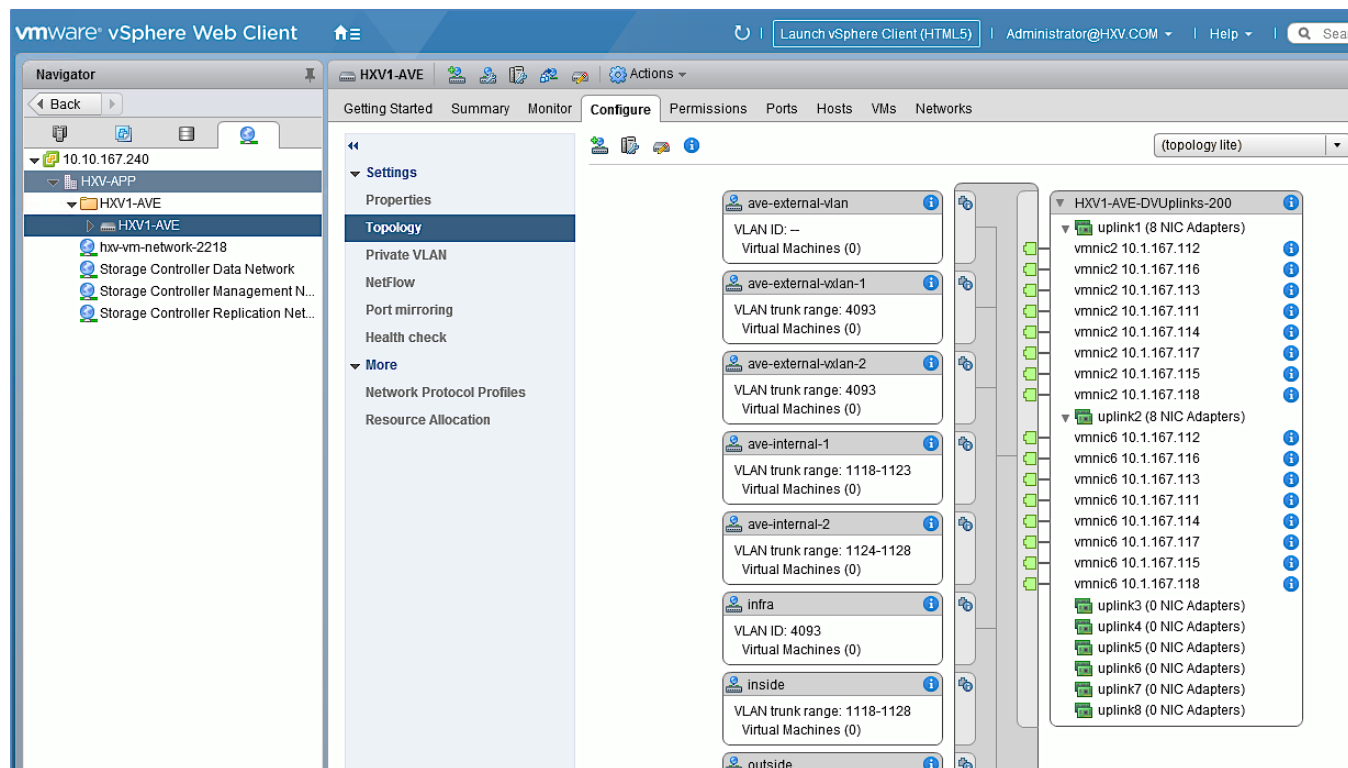 vmware® vSphere Web Client
Launch vSphere Client (HTML5)
Administrator@HXV.COM
Help
Navigator
Back
10.10.167.240
HXV-APP
HXV1-AVE
HXV1-AVE
hxv-vm-network-2218
Storage Controller Data Network
Storage Controller Management N...
Storage Controller Replication Net...
HXV1-AVE
Actions
Getting Started Summary Monitor Configure Permissions Ports Hosts VMs Networks
Settings
Properties
Topology
Private VLAN
NetFlow
Port mirroring
Health check
More
Network Protocol Profiles
Resource Allocation
(topology lite)
ave-external-vlan
VLAN ID: --
Virtual Machines (0)
ave-external-vxlan-1
VLAN trunk range: 4093
Virtual Machines (0)
ave-external-vxlan-2
VLAN trunk range: 4093
Virtual Machines (0)
ave-internal-1
VLAN trunk range: 1118-1123
Virtual Machines (0)
ave-internal-2
VLAN trunk range: 1124-1128
Virtual Machines (0)
infra
VLAN ID: 4093
Virtual Machines (0)
inside
VLAN trunk range: 1118-1128
Virtual Machines (0)
outside
HXV1-AVE-DVUplinks-200
uplink1 (8 NIC Adapters)
vmnic2 10.1.167.112
vmnic2 10.1.167.116
vmnic2 10.1.167.113
vmnic2 10.1.167.111
vmnic2 10.1.167.114
vmnic2 10.1.167.117
vmnic2 10.1.167.115
vmnic2 10.1.167.118
uplink2 (8 NIC Adapters)
vmnic6 10.1.167.112
vmnic6 10.1.167.116
vmnic6 10.1.167.113
vmnic6 10.1.167.111
vmnic6 10.1.167.114
vmnic6 10.1.167.117
vmnic6 10.1.167.115
vmnic6 10.1.167.118
uplink3 (0 NIC Adapters)
uplink4 (0 NIC Adapters)
uplink5 (0 NIC Adapters)
uplink6 (0 NIC Adapters)
uplink7 (0 NIC Adapters)
uplink8 (0 NIC Adapters)